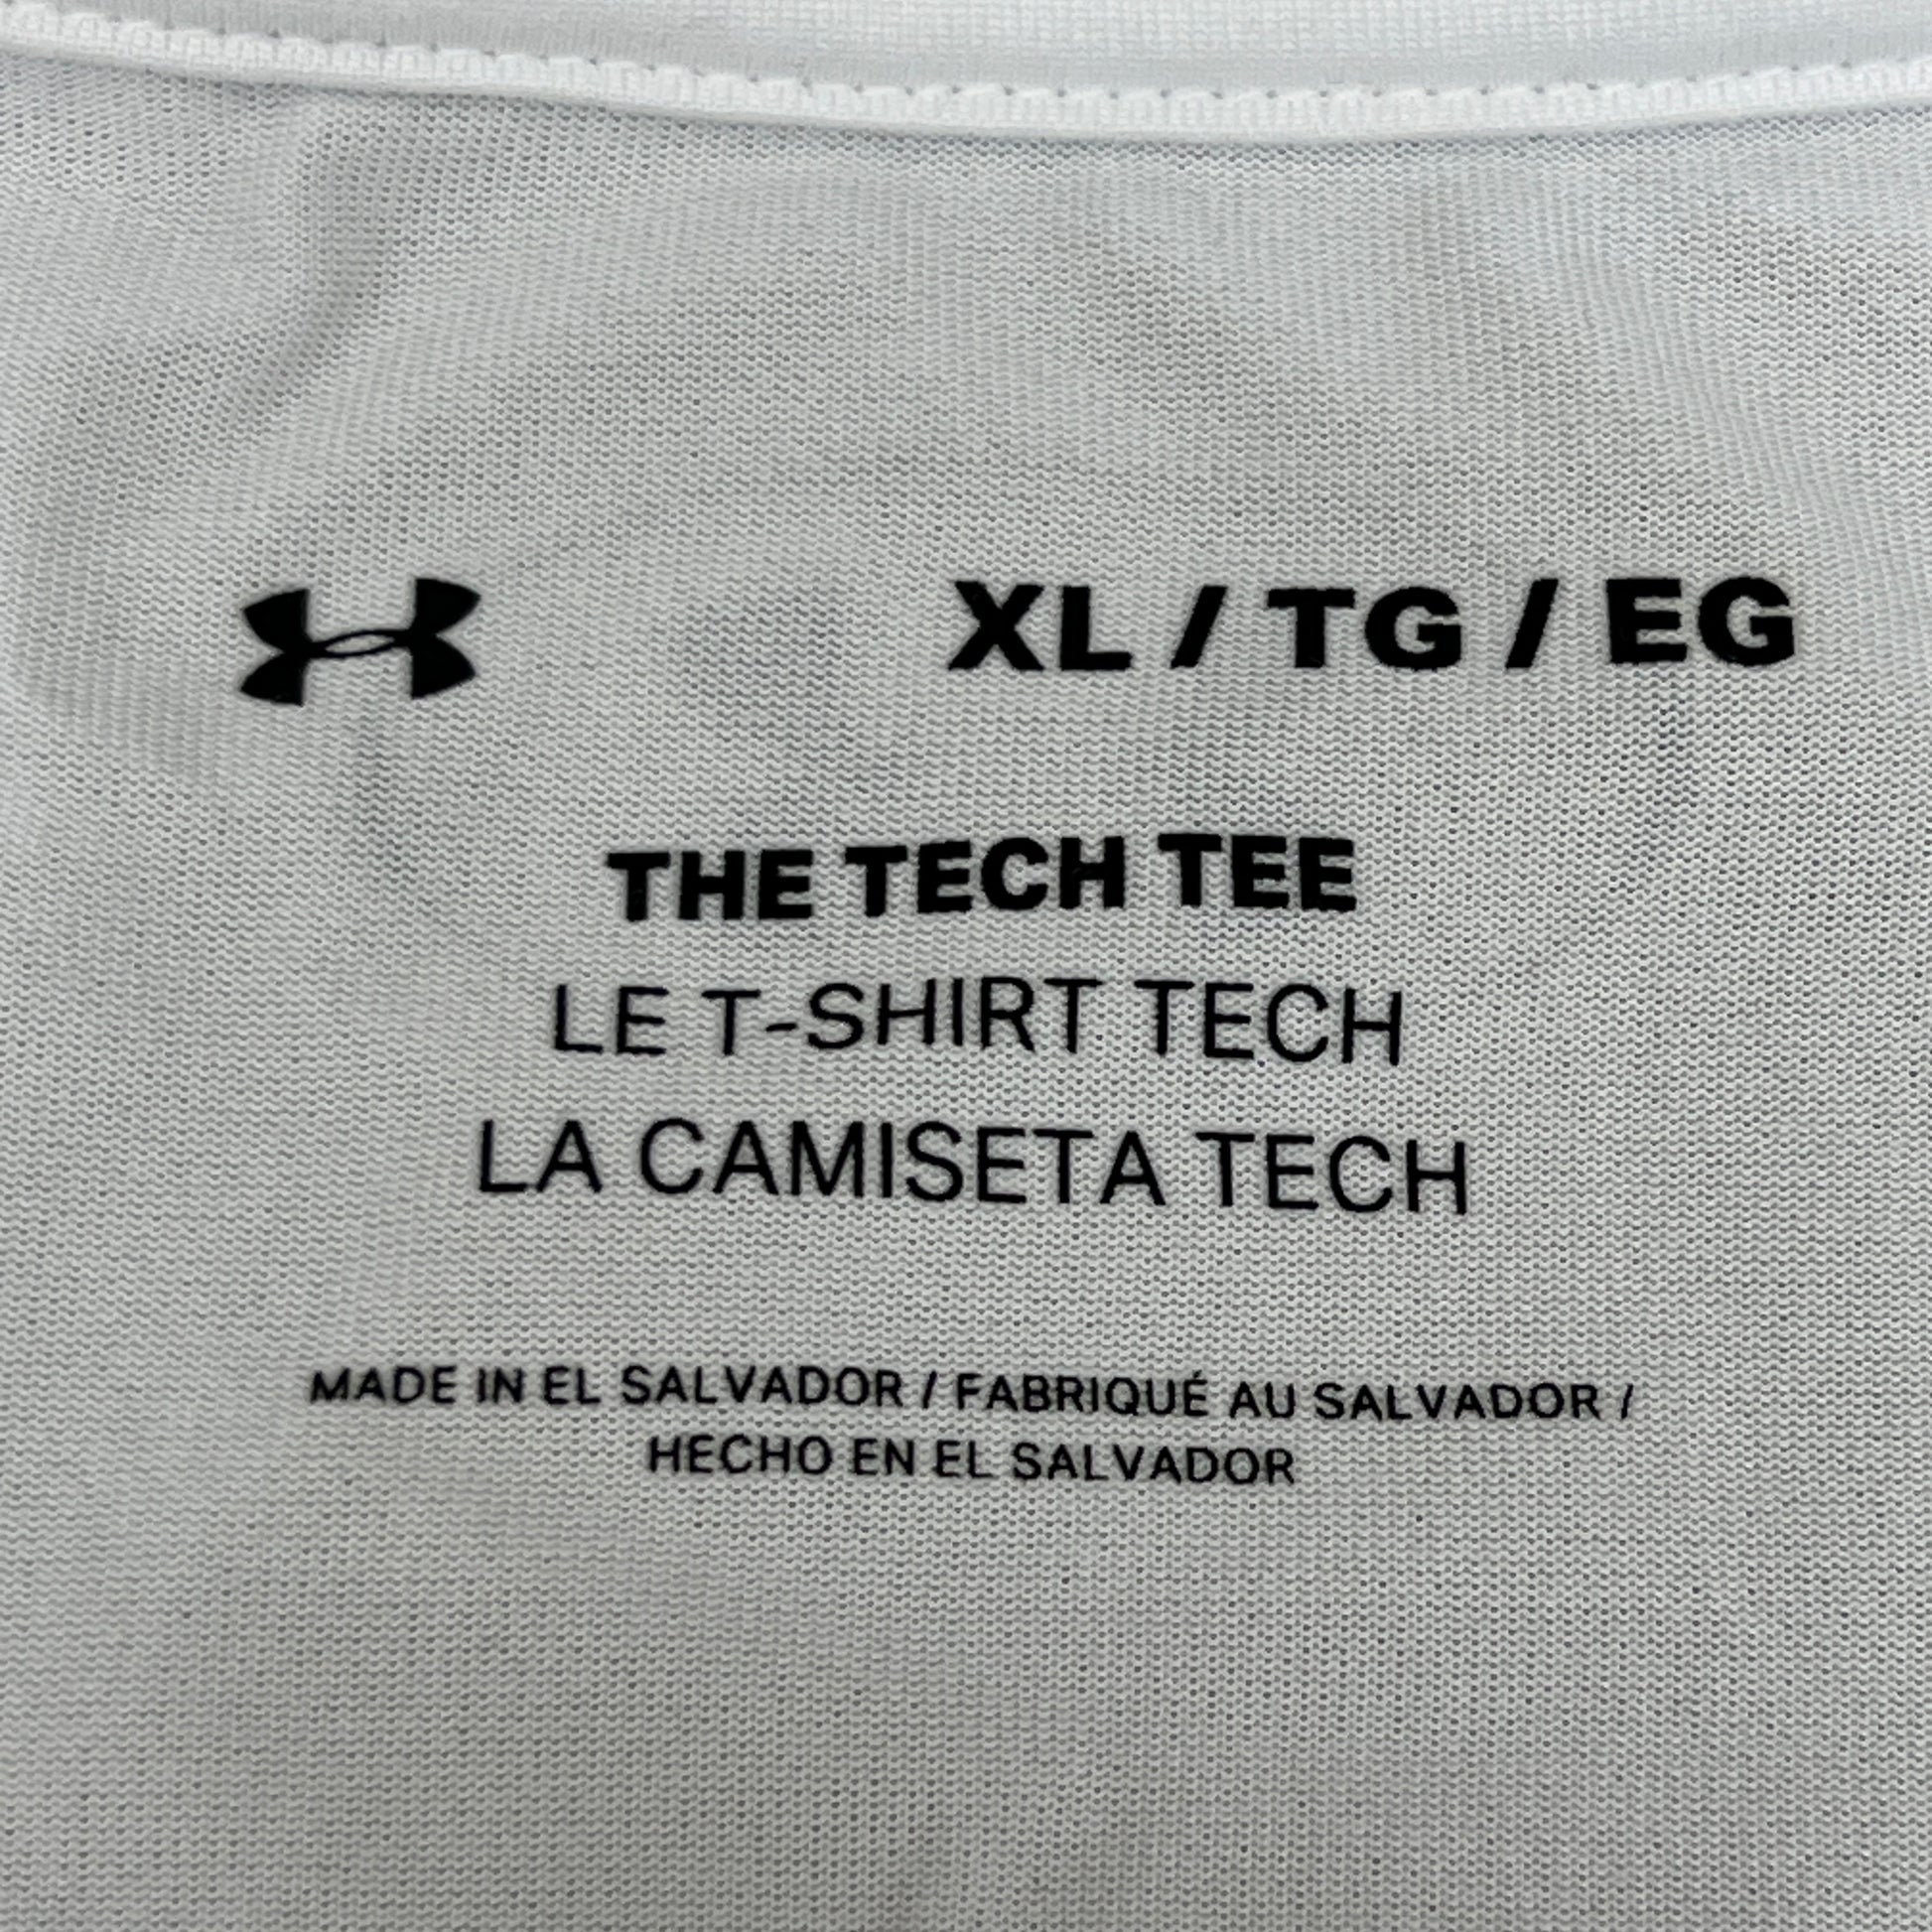 XL / TG / EG
THE TECH TEE
LE T-SHIRT TECH
LA CAMISETA TECH
MADE IN EL SALVADOR / FABRIQUÉ AU SALVADOR /
HECHO EN EL SALVADOR